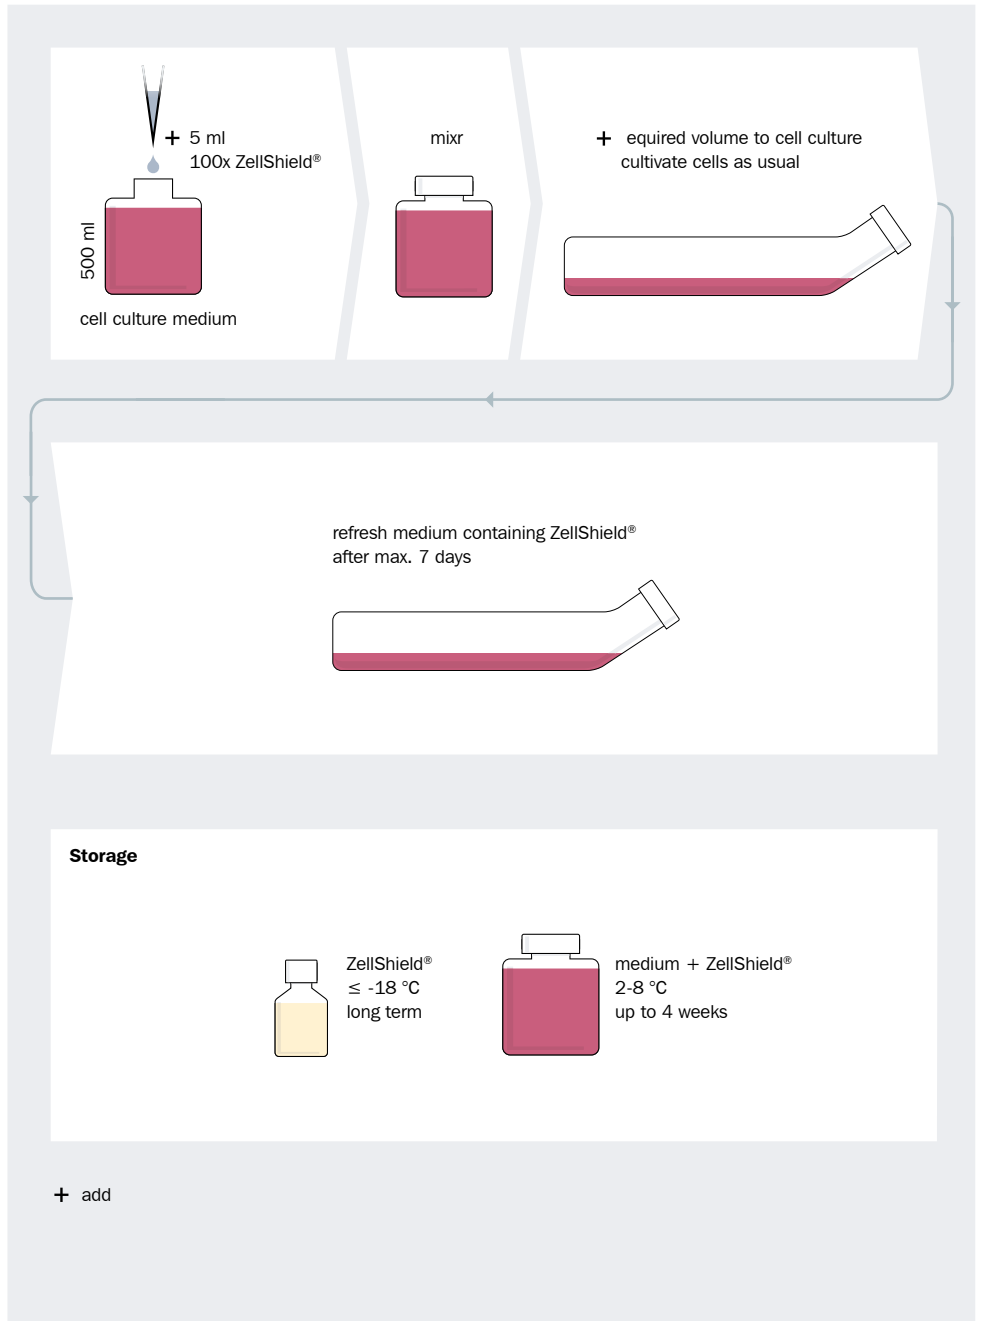 + 5 ml
100x ZellShield®
500 ml
cell culture medium
mixr
+ equired volume to cell culture
cultivate cells as usual
refresh medium containing ZellShield®
after max. 7 days
Storage
ZellShield®
≤ -18 °C
long term
medium + ZellShield®
2-8 °C
up to 4 weeks
+ add